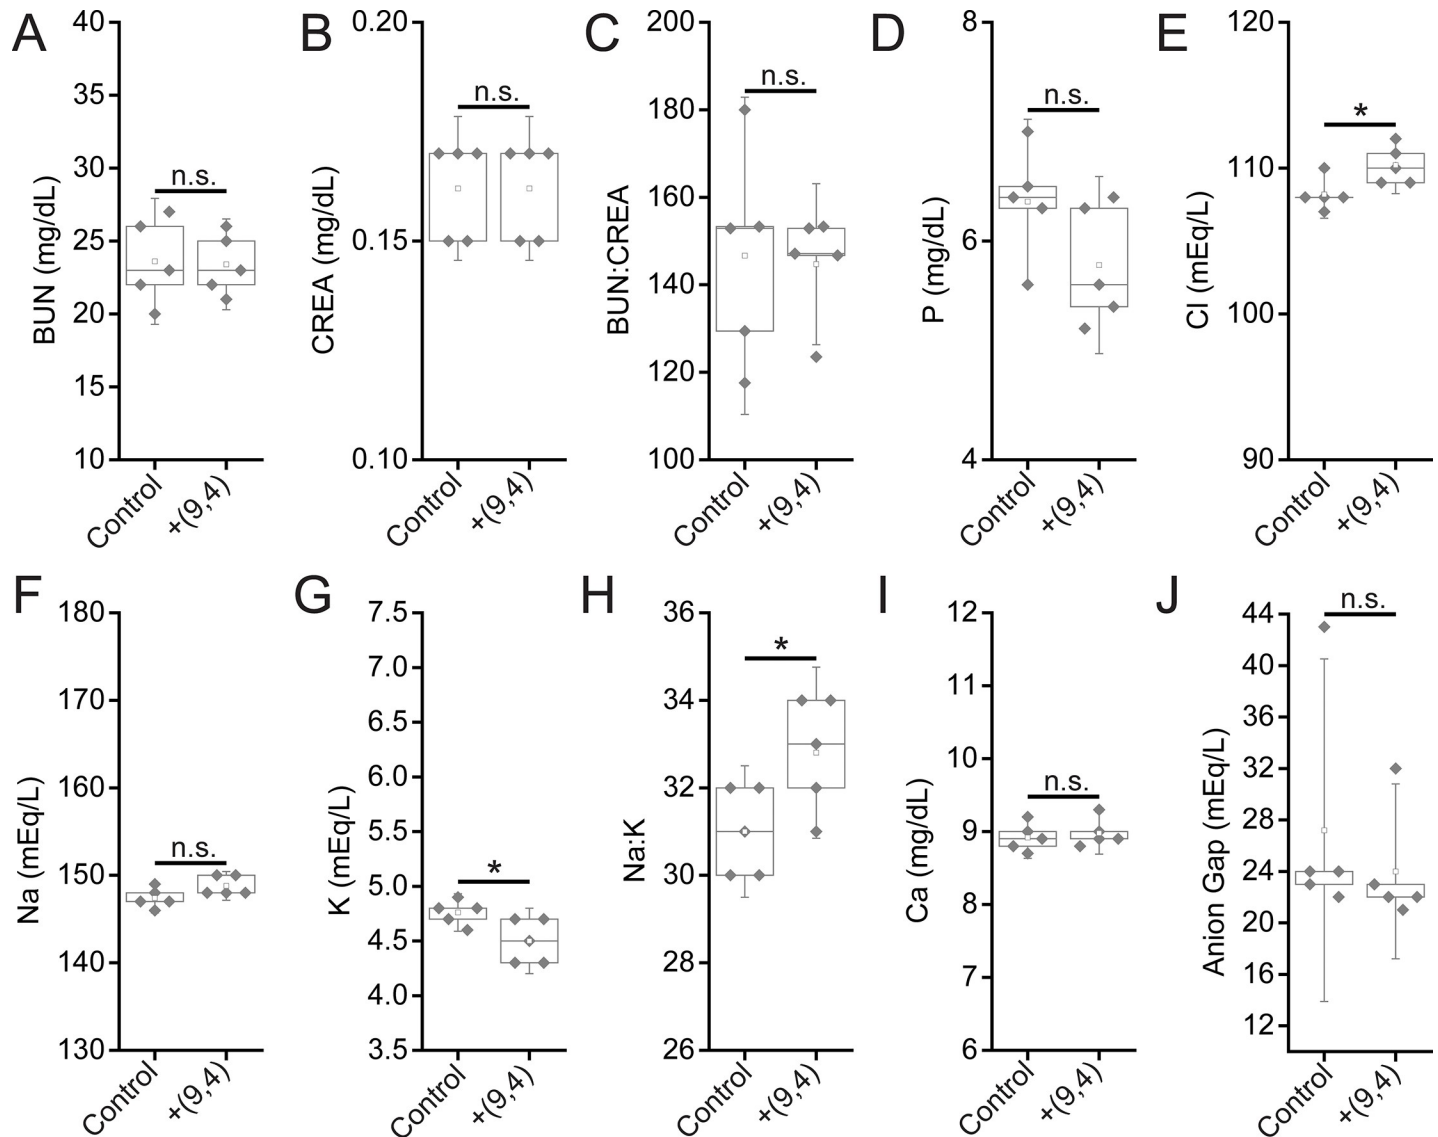 A
BUN (mg/dL)
40
35
30
25
20
15
10
n.s.
Control
+(9,4)
B
CREA (mg/dL)
0.20
0.15
0.10
n.s.
Control
+(9,4)
C
BUN:CREA
200
180
160
140
120
100
n.s.
Control
+(9,4)
D
P (mg/dL)
8
6
4
n.s.
Control
+(9,4)
E
Cl (mEq/L)
120
110
100
90
*
Control
+(9,4)
F
Na (mEq/L)
180
170
160
150
140
130
n.s.
Control
+(9,4)
G
K (mEq/L)
7.5
7.0
6.5
6.0
5.5
5.0
4.5
4.0
3.5
*
Control
+(9,4)
H
Na:K
36
34
32
30
28
26
*
Control
+(9,4)
I
Ca (mg/dL)
12
11
10
9
8
7
6
n.s.
Control
+(9,4)
J
Anion Gap (mEq/L)
44
40
36
32
28
24
20
16
12
n.s.
Control
+(9,4)